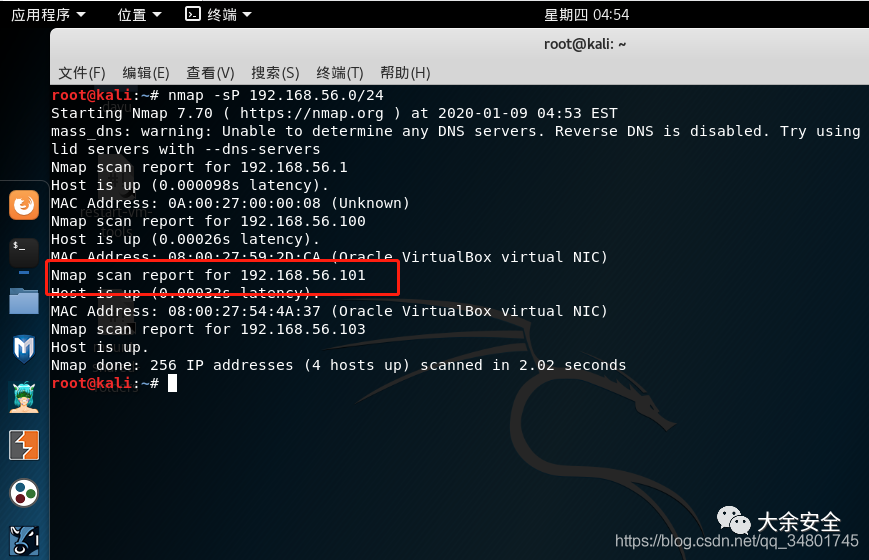 应用程序 位置 终端 星期四 04:54
root@kali: ~
文件(F) 编辑(E) 查看(V) 搜索(S) 终端(T) 帮助(H)
root@kali:~# nmap -sP 192.168.56.0/24
Starting Nmap 7.70 ( https://nmap.org ) at 2020-01-09 04:53 EST
mass_dns: warning: Unable to determine any DNS servers. Reverse DNS is disabled. Try using
lid servers with --dns-servers
Nmap scan report for 192.168.56.1
Host is up (0.000098s latency).
MAC Address: 0A:00:27:00:00:08 (Unknown)
Nmap scan report for 192.168.56.100
Host is up (0.00026s latency).
MAC Address: 08:00:27:59:2D:CA (Oracle VirtualBox virtual NIC)
Nmap scan report for 192.168.56.101
Host is up (0.00032s latency).
MAC Address: 08:00:27:54:4A:37 (Oracle VirtualBox virtual NIC)
Nmap scan report for 192.168.56.103
Host is up.
Nmap done: 256 IP addresses (4 hosts up) scanned in 2.02 seconds
root@kali:~#
restart-vm-
tools
大余安全
https://blog.csdn.net/qq_34801745